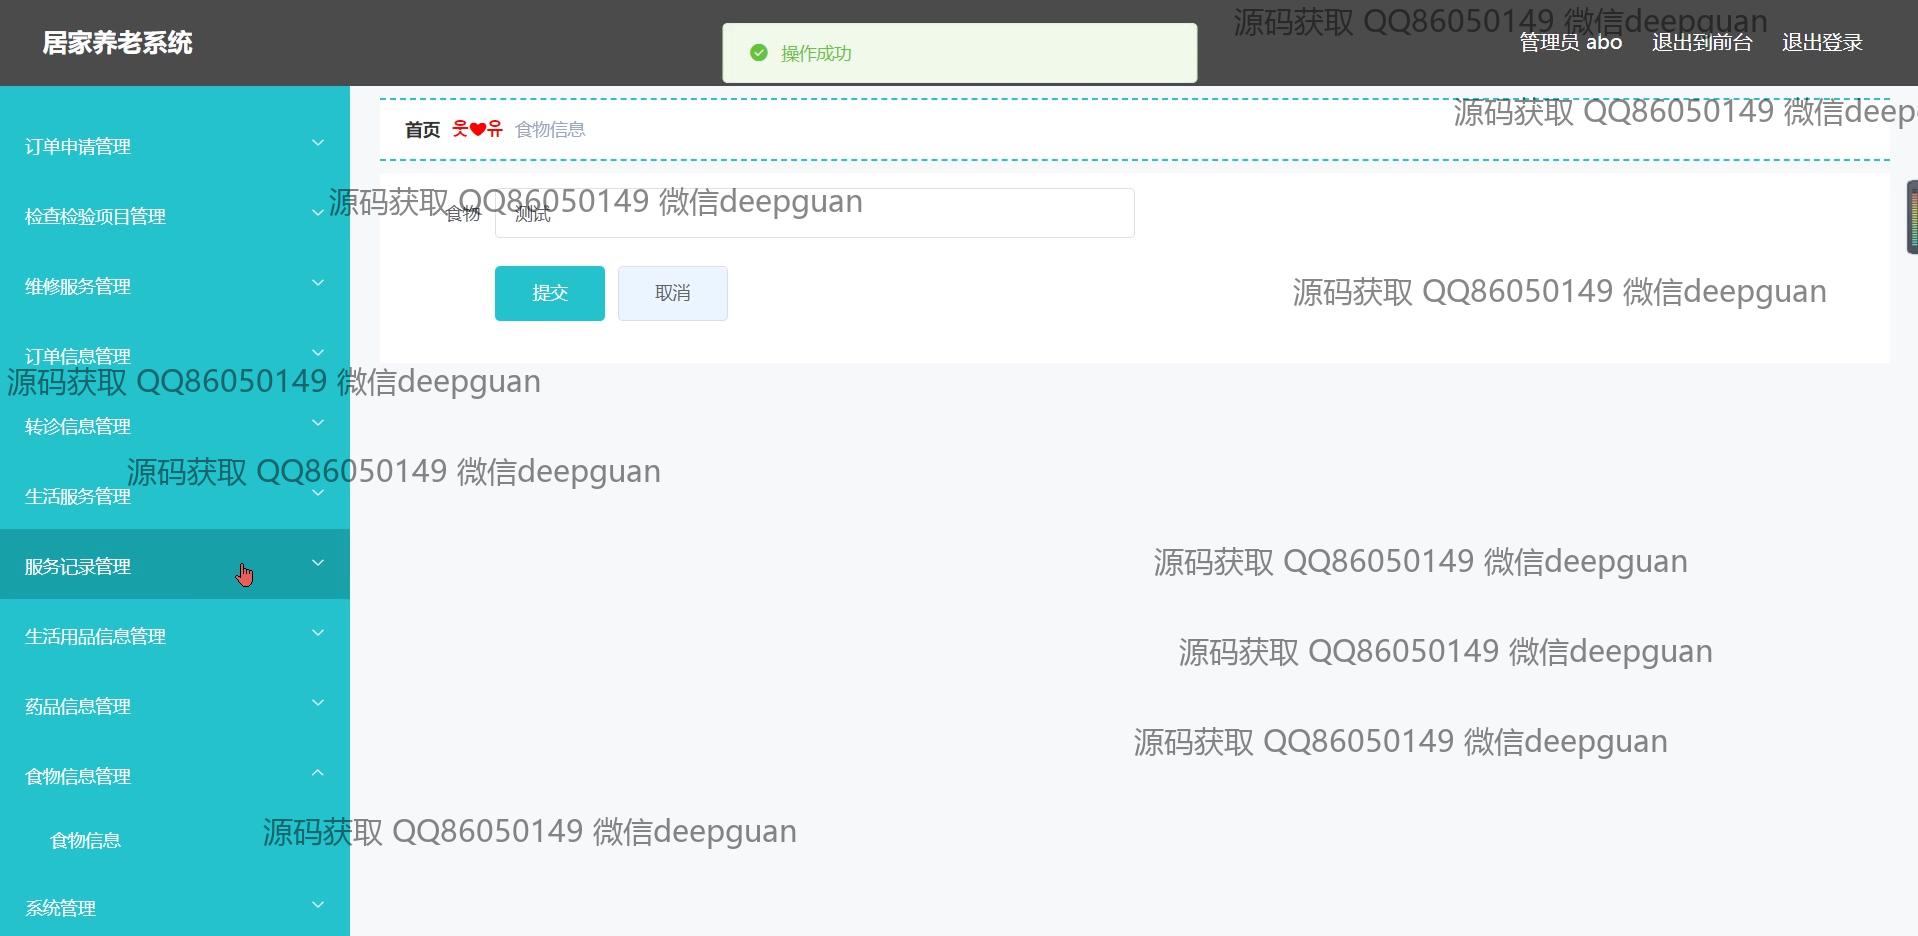 居家养老系统
操作成功
源码获取 QQ86050149 微信deepguan
管理员 abo
退出到前台
退出登录
源码获取 QQ86050149 微信deep
首页 웃❤유 食物信息
订单申请管理
检查检验项目管理
源码获取 QQ86050149 微信deepguan
食物 测试
维修服务管理
提交
取消
源码获取 QQ86050149 微信deepguan
订单信息管理
源码获取 QQ86050149 微信deepguan
转诊信息管理
源码获取 QQ86050149 微信deepguan
生活服务管理
服务记录管理
源码获取 QQ86050149 微信deepguan
生活用品信息管理
源码获取 QQ86050149 微信deepguan
药品信息管理
源码获取 QQ86050149 微信deepguan
食物信息管理
食物信息
源码获取 QQ86050149 微信deepguan
系统管理